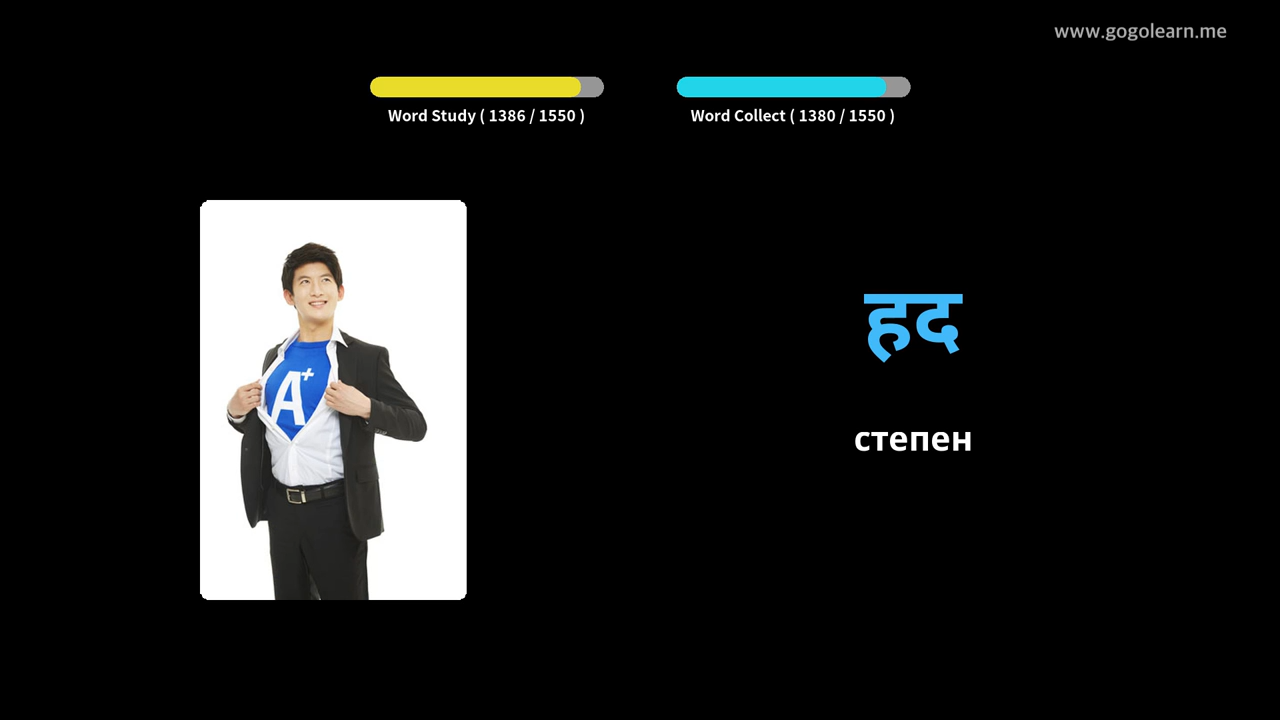 www.gogolearn.me
Word Study ( 1386 / 1550 )
Word Collect ( 1380 / 1550 )
A+
हद
степен